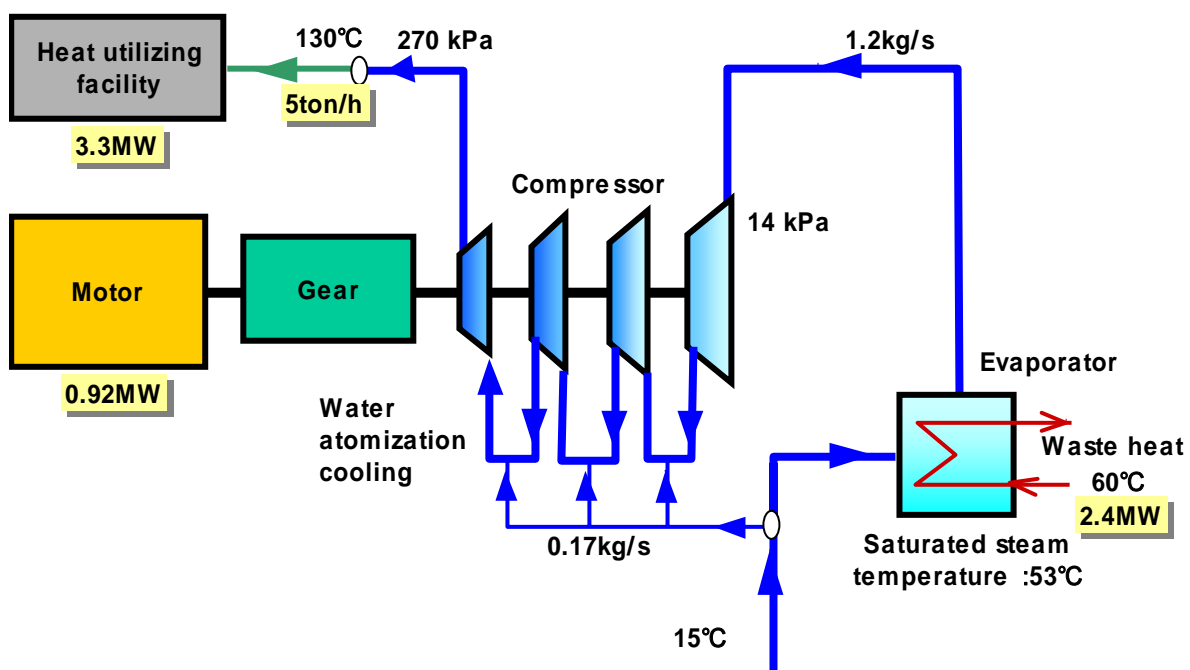 130℃
270 kPa
1.2kg/s
Heat utilizing
facility
5ton/h
3.3MW
Compressor
14 kPa
Motor
Gear
0.92MW
Water
atomization
cooling
Evaporator
Waste heat
60℃
2.4MW
0.17kg/s
Saturated steam
temperature :53℃
15℃